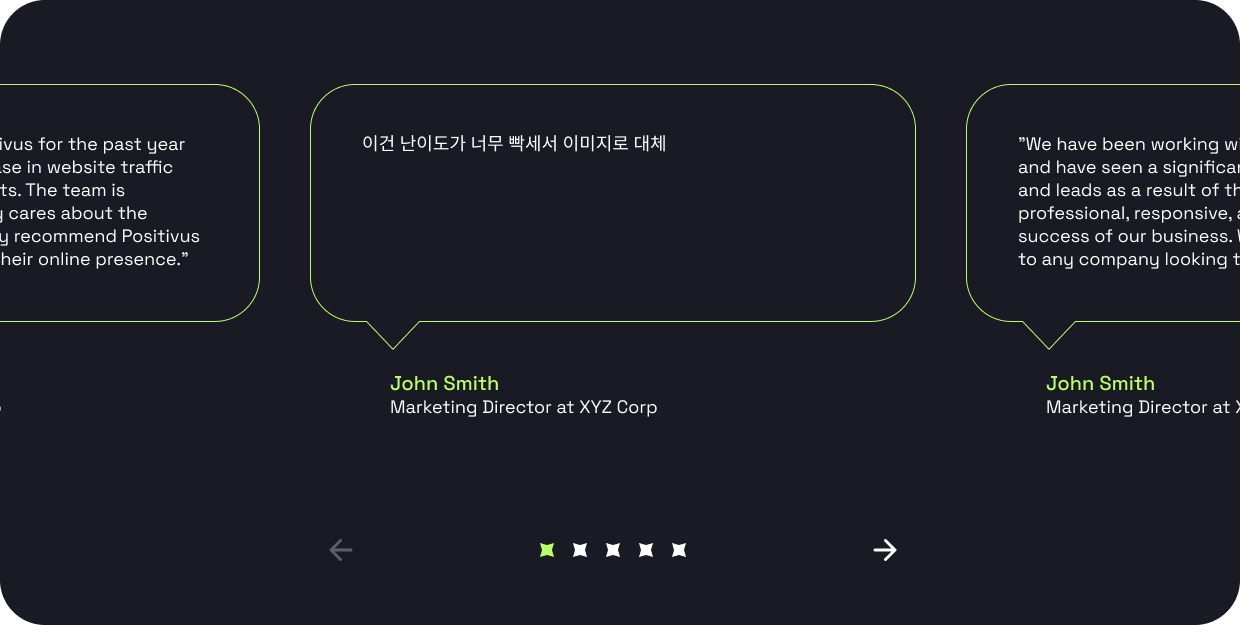 ivus for the past year
ase in website traffic
ts. The team is
y cares about the
y recommend Positivus
heir online presence.”
이건 난이도가 너무 빡세서 이미지로 대체
John Smith
Marketing Director at XYZ Corp
”We have been working
and have seen a
and leads as a result of
professional, responsive,
success of our business.
to any company looking
John Smith
Marketing Director at